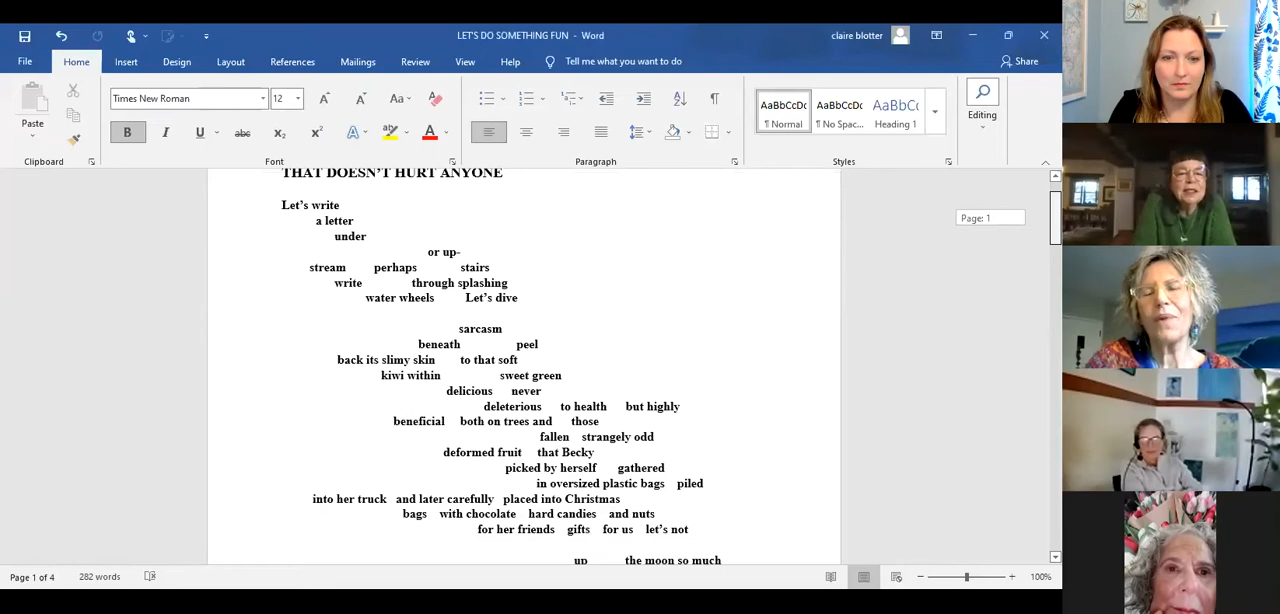 LET'S DO SOMETHING FUN - Word
claire blotter
File Home Insert Design Layout References Mailings Review View Help Tell me what you want to do Share
Times New Roman 12 Aa AaBbCcDc AaBbCcDc AaBbCc
Paste B I U abc x₂ x² A A ¶ Normal ¶ No Spac... Heading 1 Editing
Clipboard Font Paragraph Styles
THAT DOESN'T HURT ANYONE
Let's write
a letter
under
or up-
stream perhaps stairs
write through splashing
water wheels Let's dive
sarcasm
beneath peel
back its slimy skin to that soft
kiwi within sweet green
delicious never
deleterious to health but highly
beneficial both on trees and those
fallen strangely odd
deformed fruit that Becky
picked by herself gathered
in oversized plastic bags piled
into her truck and later carefully placed into Christmas
bags with chocolate hard candies and nuts
for her friends gifts for us let's not
up the moon so much
Page: 1
Page 1 of 4 282 words 100%